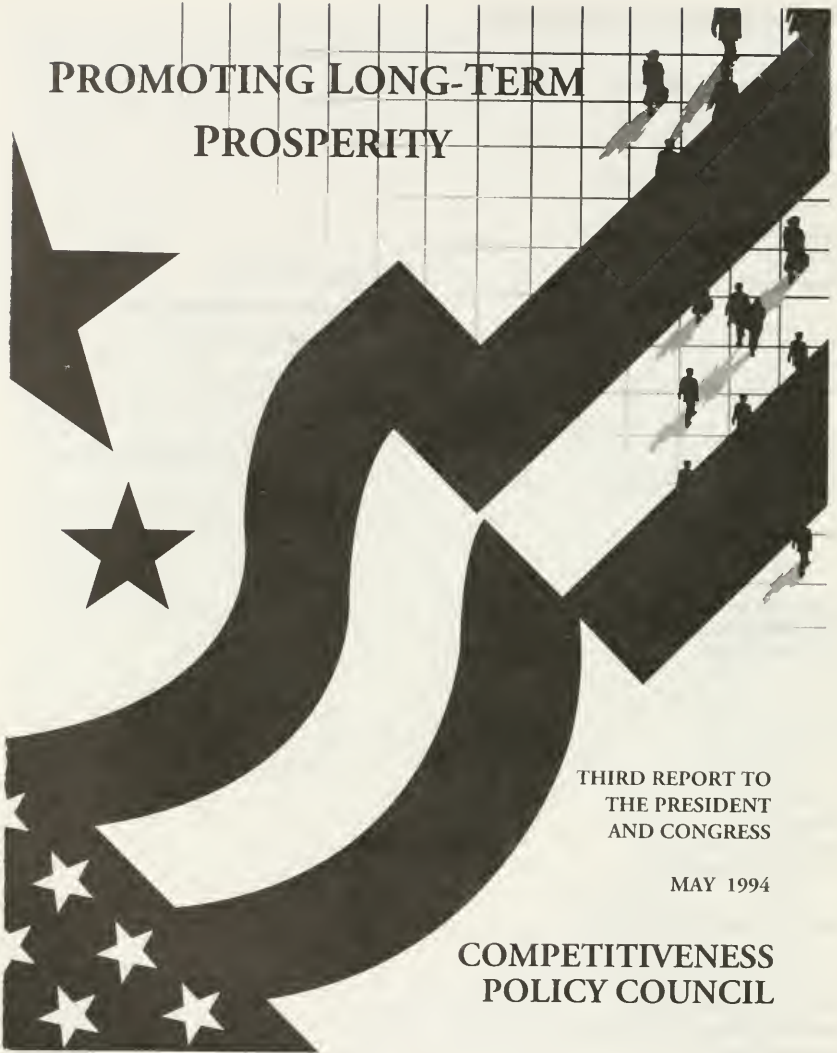 PROMOTING LONG-TERM
PROSPERITY
THIRD REPORT TO
THE PRESIDENT
AND CONGRESS
MAY 1994
COMPETITIVENESS
POLICY COUNCIL